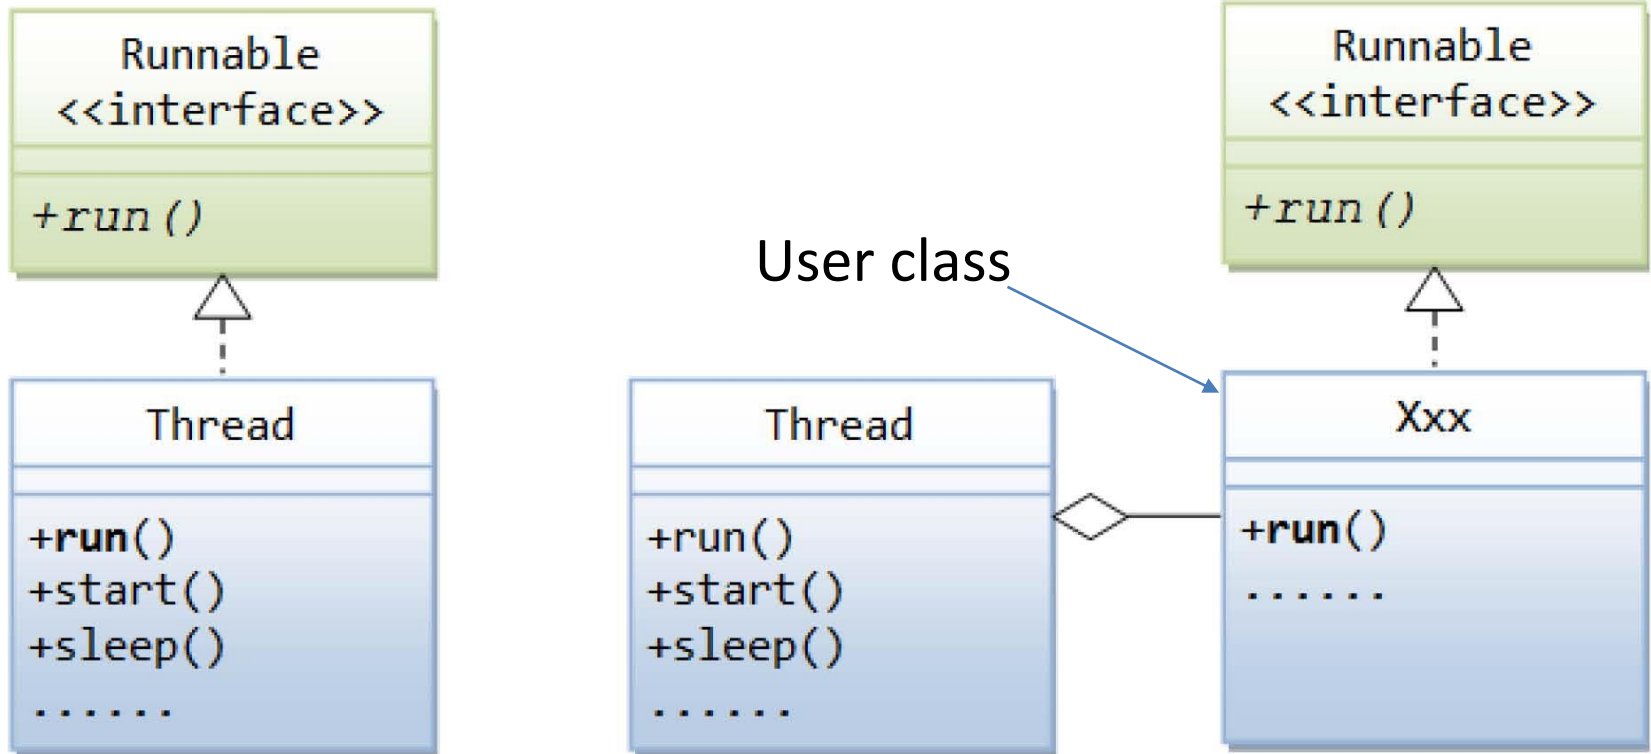 Runnable
<<interface>>
+run()
Thread
+run()
+start()
+sleep()
......
User class
Thread
+run()
+start()
+sleep()
......
Runnable
<<interface>>
+run()
Xxx
+run()
......